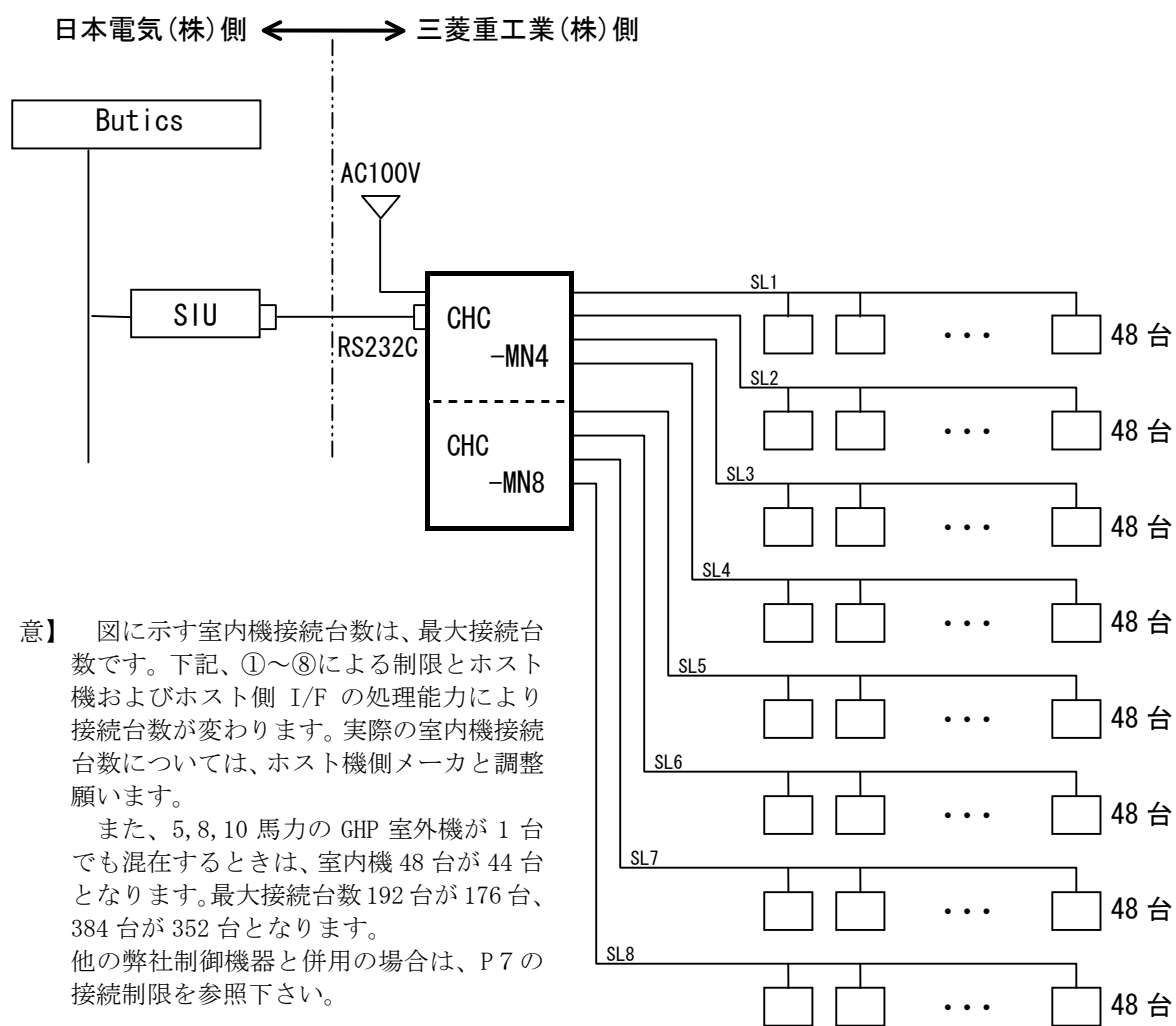 日本電気(株)側
三菱重工業(株)側
Butics
AC100V
SIU
RS232C
CHC
-MN4
CHC
-MN8
SL1
48 台
SL2
48 台
SL3
48 台
SL4
48 台
SL5
48 台
SL6
48 台
SL7
48 台
SL8
48 台
意】 図に示す室内機接続台数は、最大接続台
数です。下記、①～⑧による制限とホスト
機およびホスト側 I/F の処理能力により
接続台数が変わります。実際の室内機接続
台数については、ホスト機側メーカと調整
願います。
また、5,8,10 馬力の GHP 室外機が 1 台
でも混在するときは、室内機 48 台が 44 台
となります。最大接続台数 192 台が 176 台、
384 台が 352 台となります。
他の弊社制御機器と併用の場合は、P７の
接続制限を参照下さい。